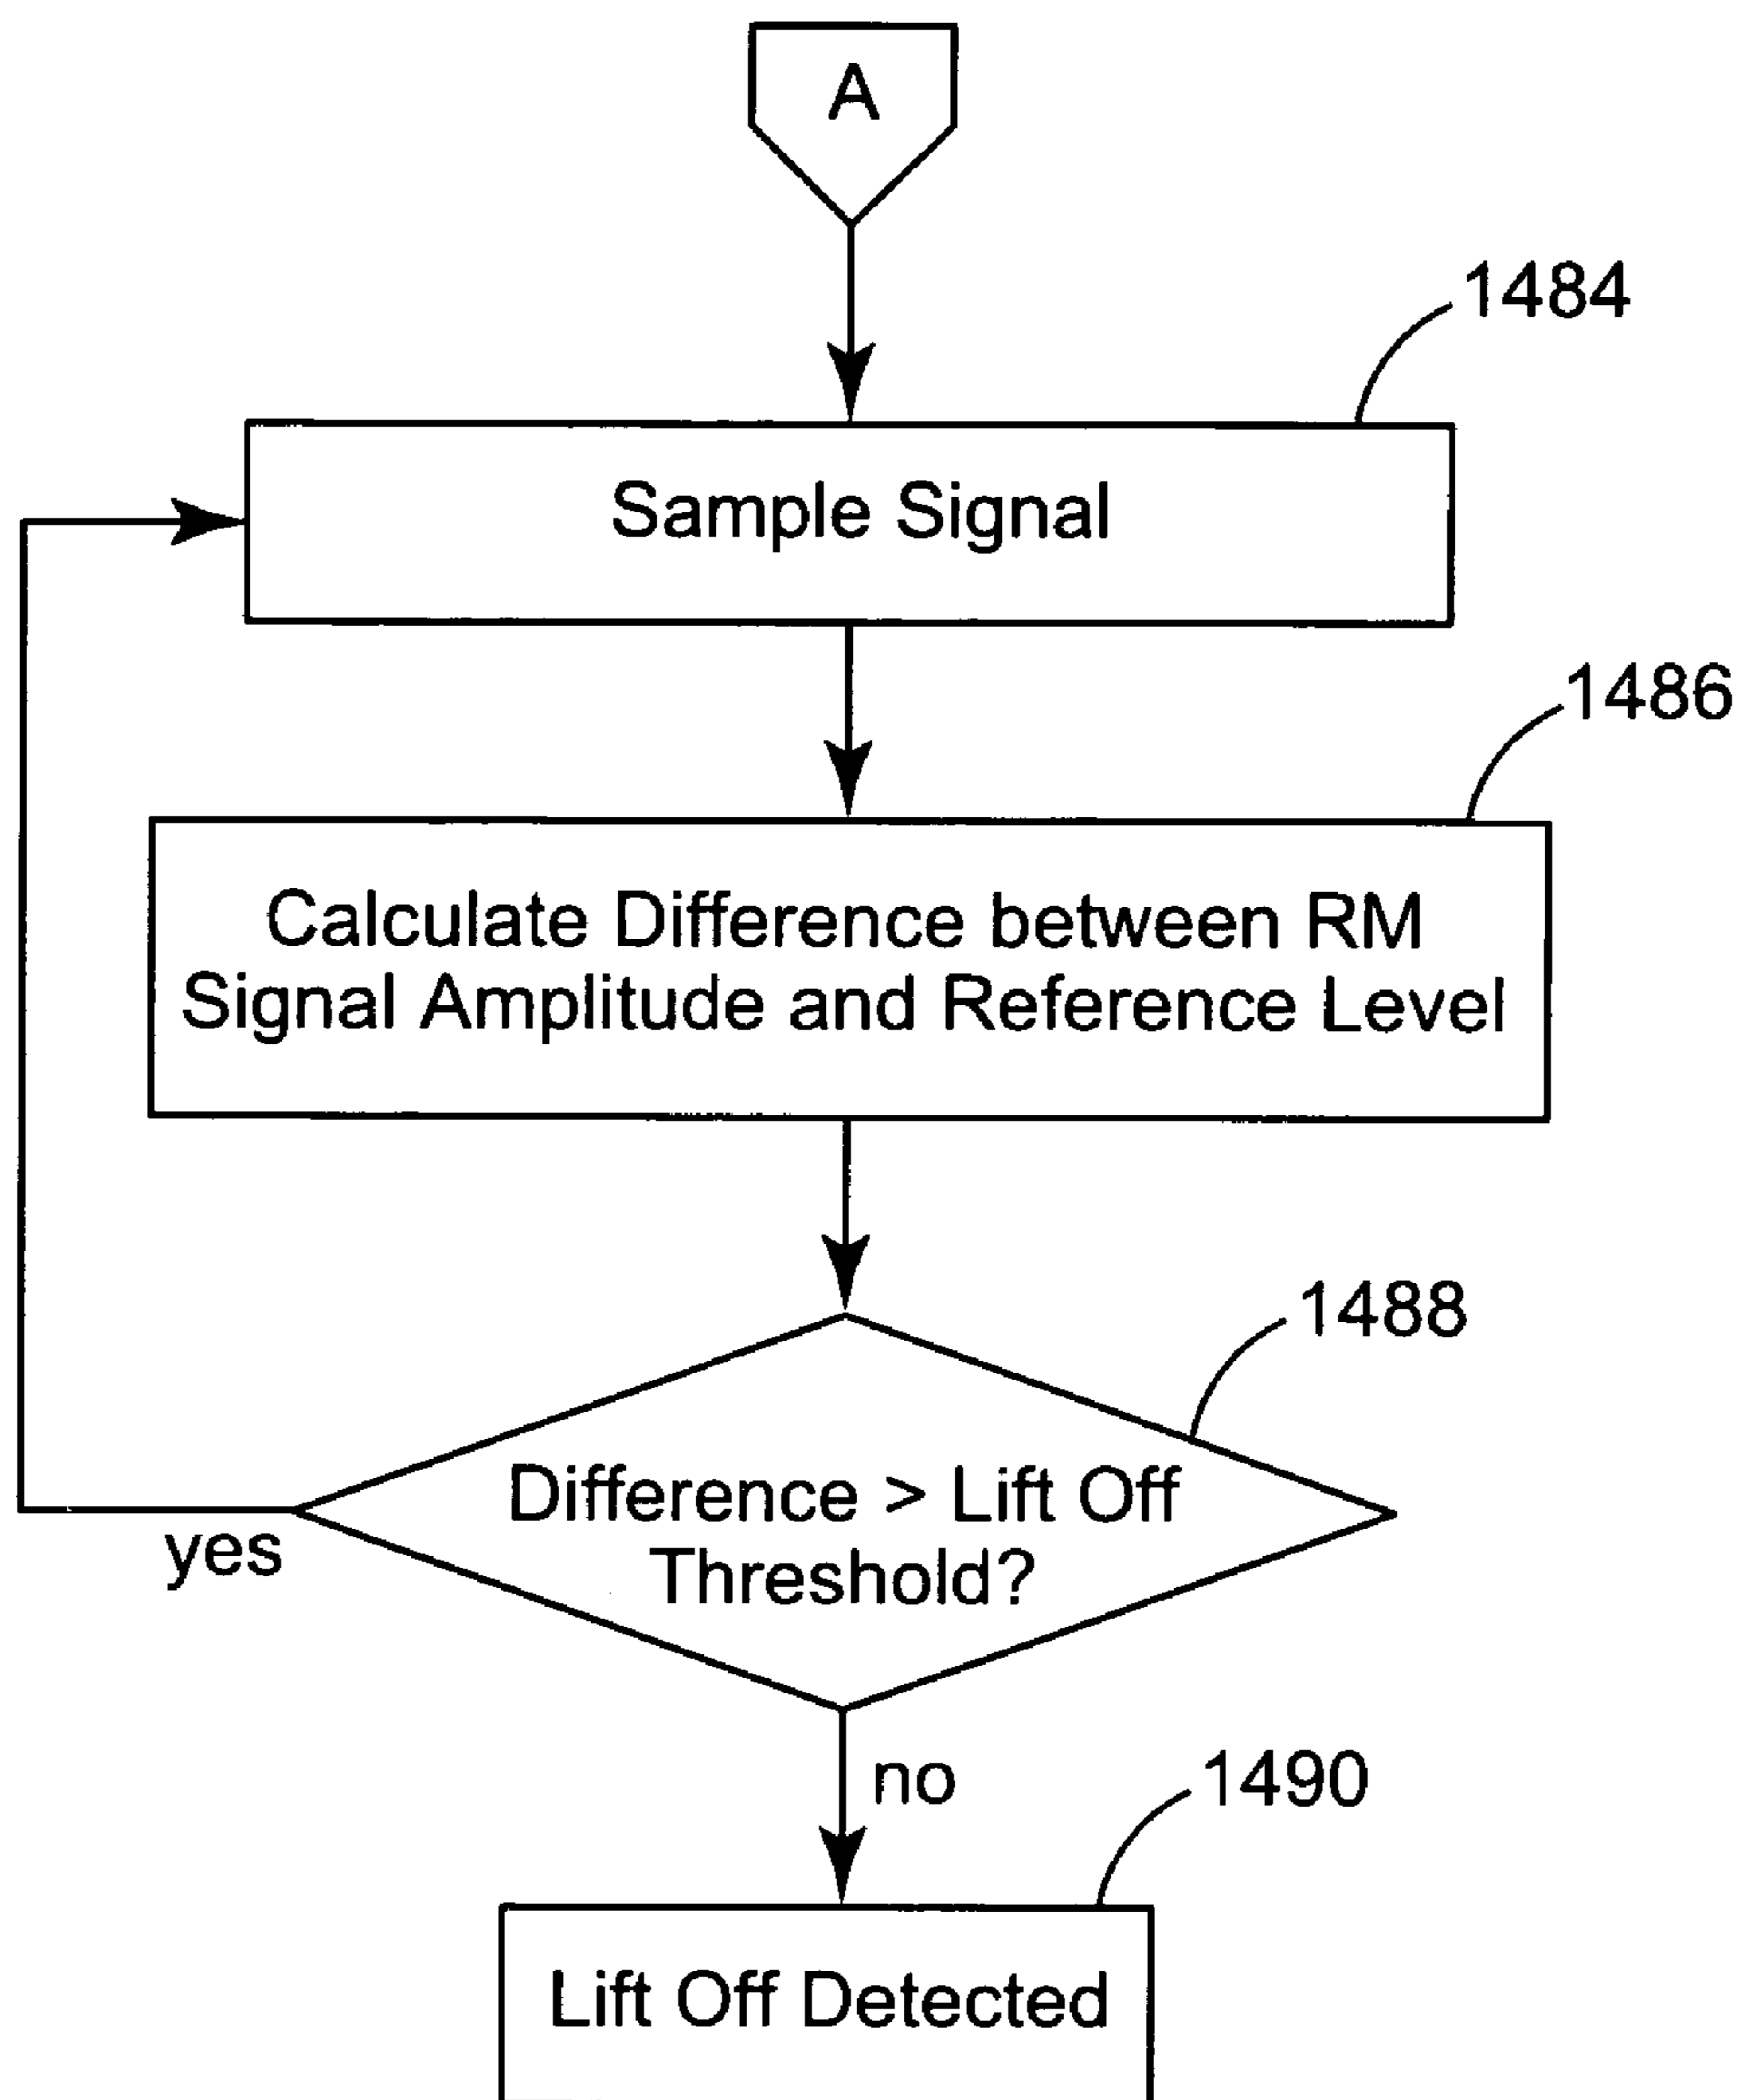 A
1484
Sample Signal
1486
Calculate Difference between RM
Signal Amplitude and Reference Level
1488
Difference > Lift Off
Threshold?
yes
no
1490
Lift Off Detected